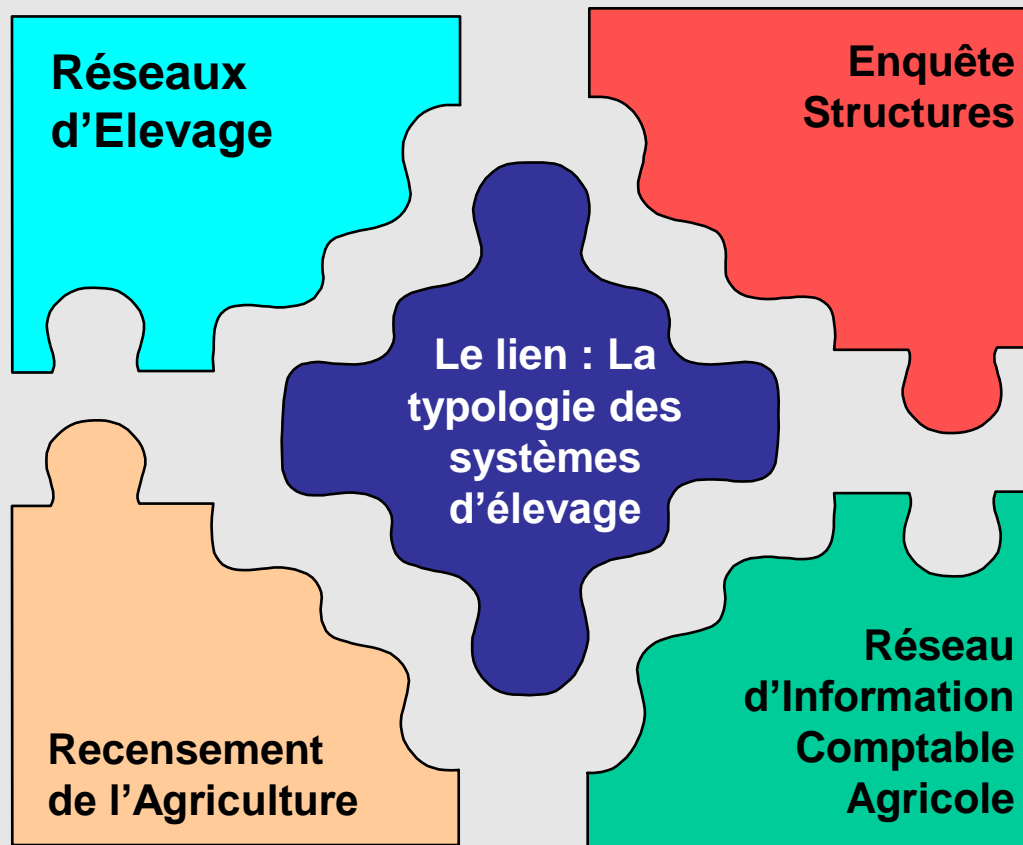 Réseaux
d’Elevage
Enquête
Structures
Le lien : La
typologie des
systèmes
d’élevage
Recensement
de l’Agriculture
Réseau
d’Information
Comptable
Agricole